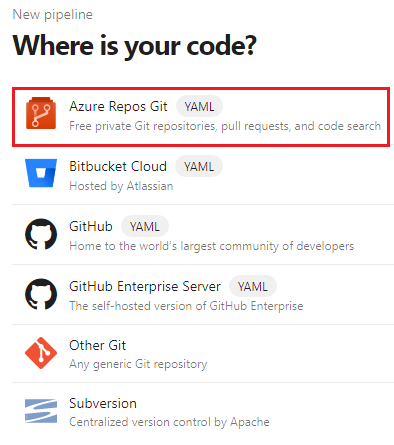 New pipeline
Where is your code?
Azure Repos Git YAML
Free private Git repositories, pull requests, and code search
Bitbucket Cloud YAML
Hosted by Atlassian
GitHub YAML
Home to the world's largest community of developers
GitHub Enterprise Server YAML
The self-hosted version of GitHub Enterprise
Other Git
Any generic Git repository
Subversion
Centralized version control by Apache